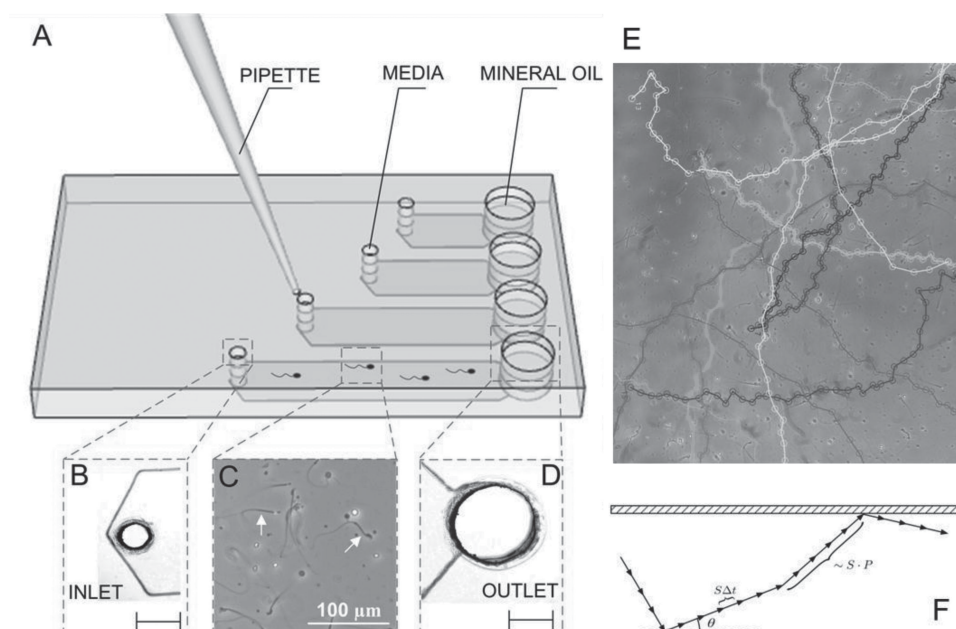 A
PIPETTE
MEDIA
MINERAL OIL
E
B
INLET
C
100 µm
D
OUTLET
~ S · P
SΔt
θ
F